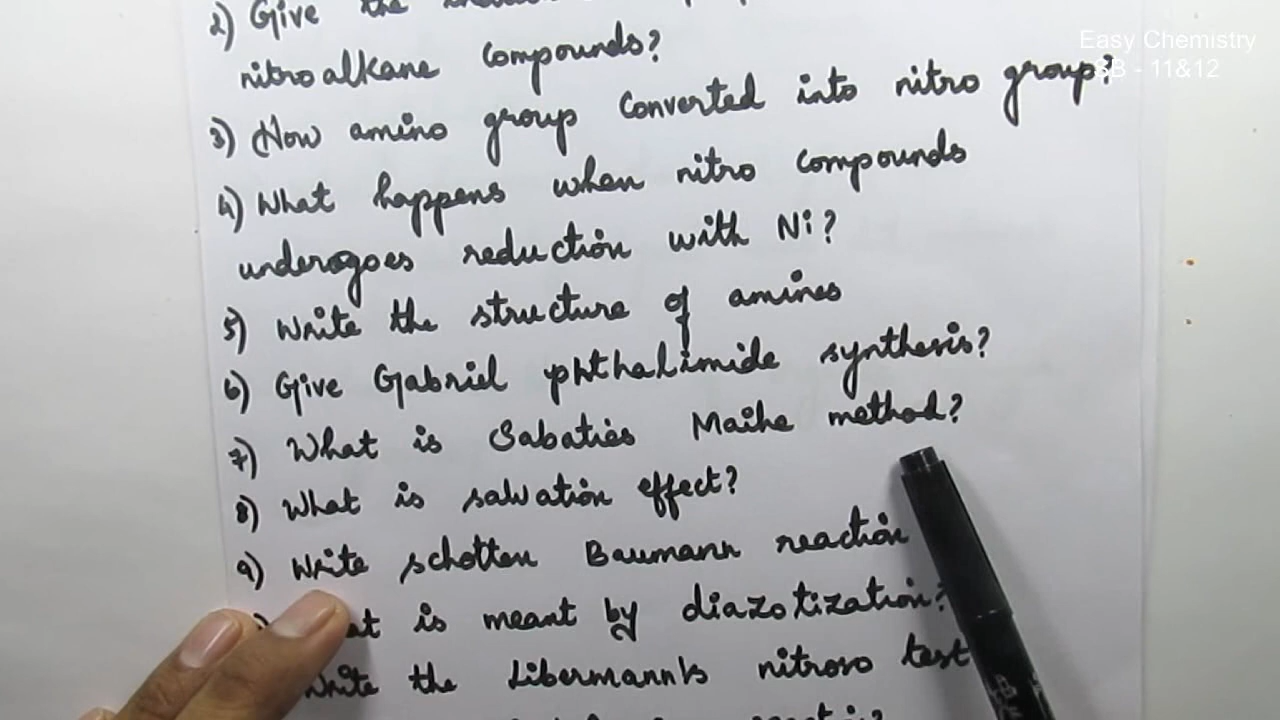 Easy Chemistry
SB - 11&12
2) Give the
nitroalkane compounds?
3) How amino group converted into nitro group?
4) What happens when nitro compounds
undergoes reduction with Ni?
5) Write the structure of amines
6) Give Gabriel phthalimide synthesis?
7) What is Sabaties Maihe method?
8) What is salvation effect?
9) Write schotten Baumann reaction
is meant by diazotization?
Write the Libermann's nitroso test